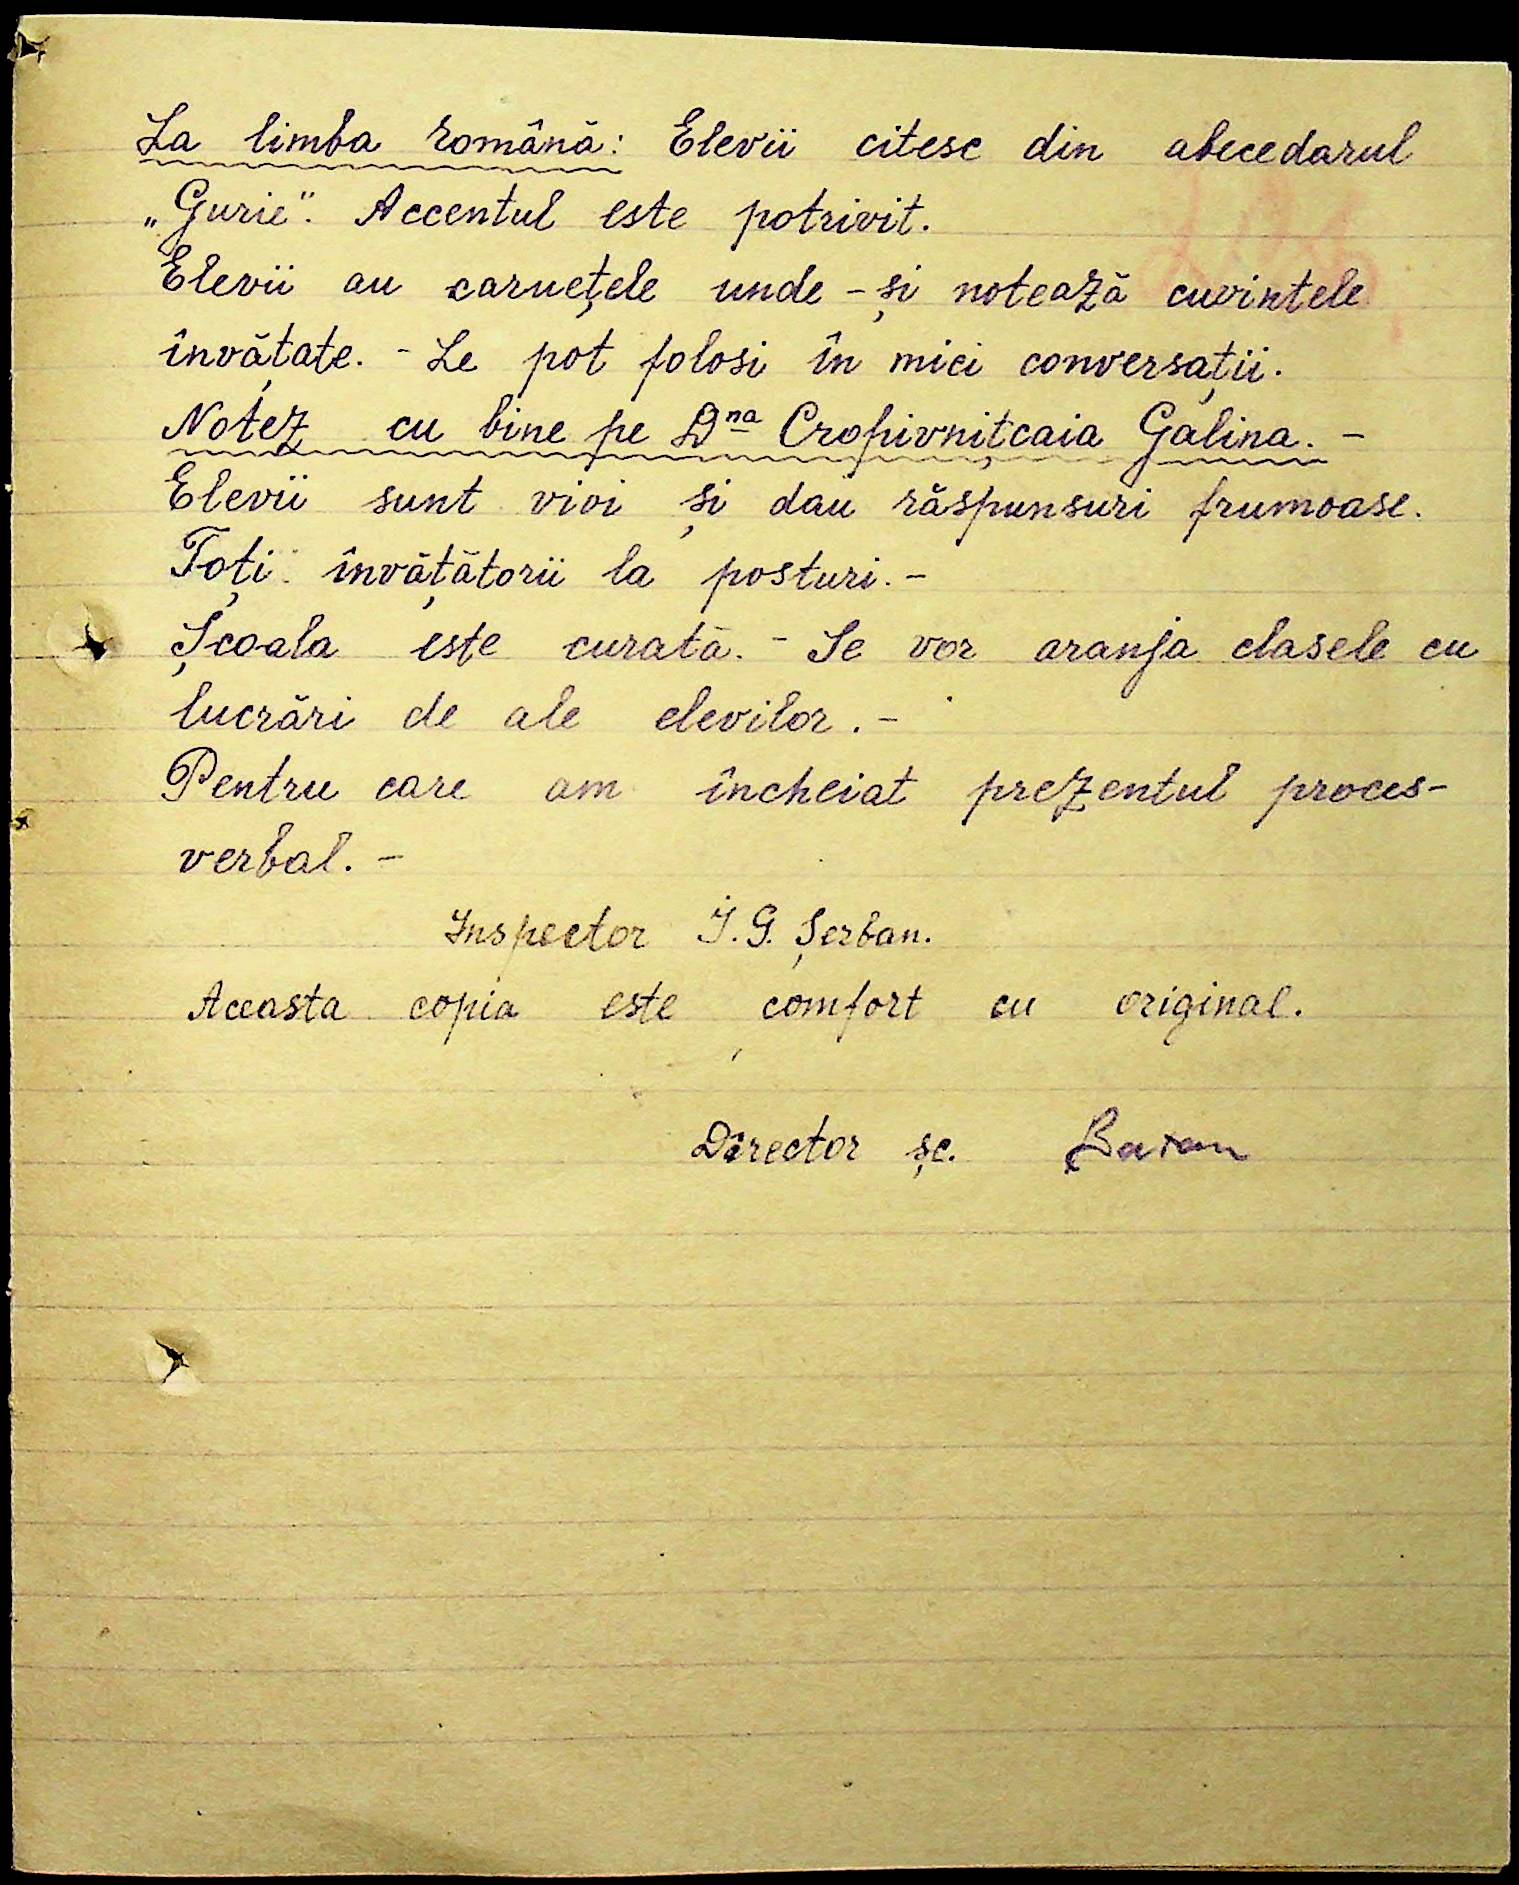 La limba română: Elevii citesc din abecedarul
„Gurie”. Accentul este potrivit.
Elevii au carnețele unde -și notează cuvintele
învățate. - Le pot folosi în mici conversații.
Notez cu bine pe Dna Cropivnițcaia Galina. -
Elevii sunt vioi și dau răspunsuri frumoase.
Toți învățătorii la posturi. -
Școala este curată. - Se vor aranja clasele cu
lucrări de ale elevilor. -
Pentru care am încheiat prezentul proces-
verbal. -
Inspector I. G. Șerban.
Aceasta copia este comfort cu original.
Dîrector șc.